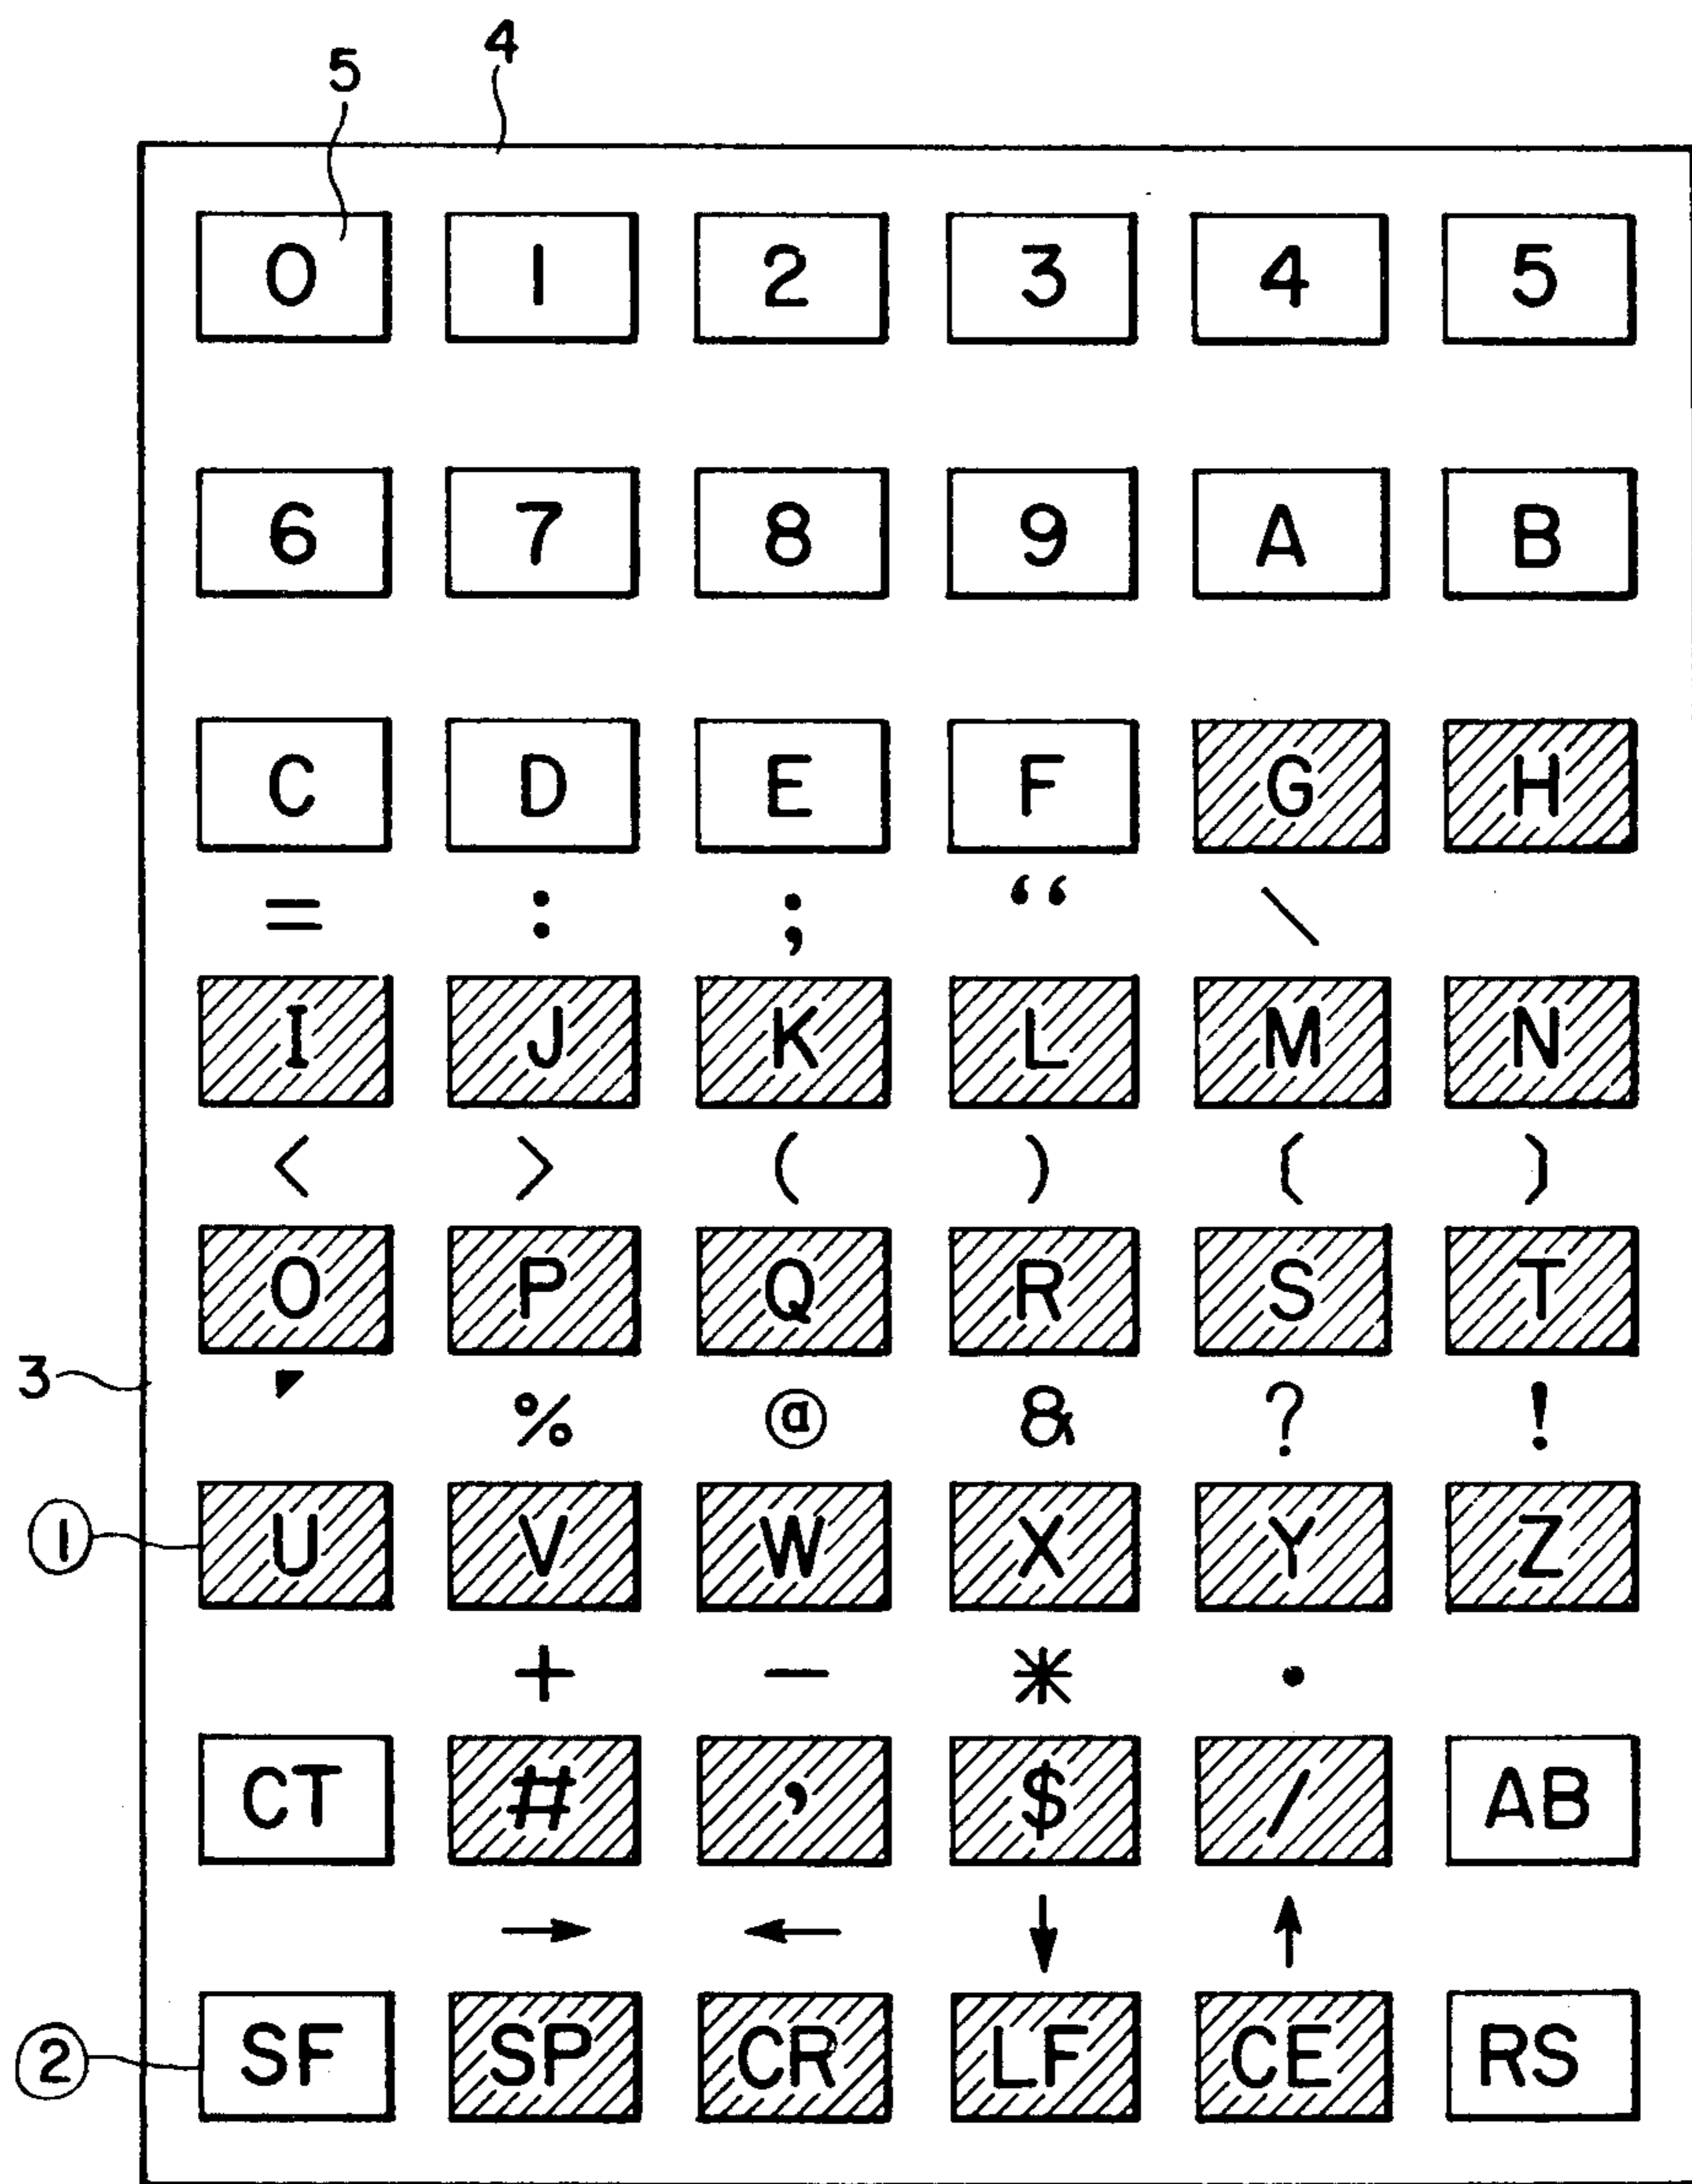 4
5
0 1 2 3 4 5
6 7 8 9 A B
C D E F G H
= : ; “ \
I J K L M N
< > ( ) ( )
O P Q R S T
3
' % @ & ? !
① U V W X Y Z
+ - * •
CT # , $ / AB
→ ← ↓ ↑
② SF SP CR LF CE RS